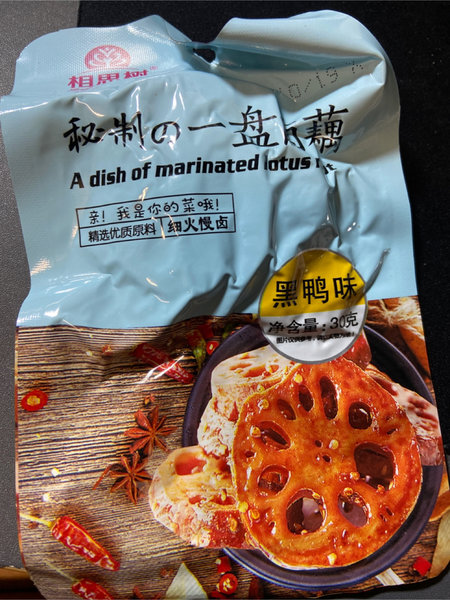 相思树
秘制の一盘藕
A dish of marinated lotus
亲！我是你的菜哦！
精选优质原料 细火慢卤
黑鸭味
净含量：30克